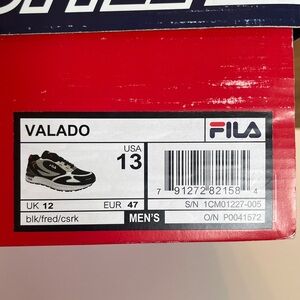 VALADO
USA
13
FILA
7 91272 82158 4
UK 12
EUR 47
S/N 1CM01227-005
blk/fred/csrk
MEN'S
O/N P0041572